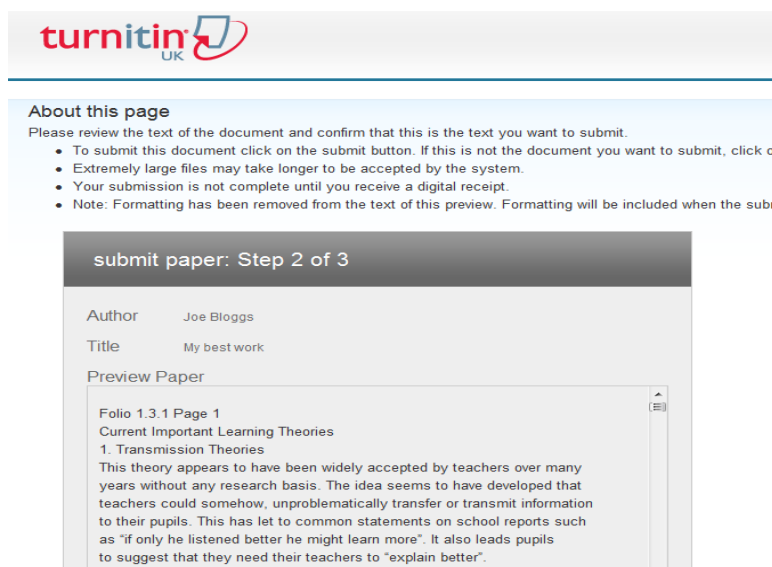 turnitin
UK
About this page
Please review the text of the document and confirm that this is the text you want to submit.
• To submit this document click on the submit button. If this is not the document you want to submit, click
• Extremely large files may take longer to be accepted by the system.
• Your submission is not complete until you receive a digital receipt.
• Note: Formatting has been removed from the text of this preview. Formatting will be included when the
submit paper: Step 2 of 3
Author Joe Bloggs
Title My best work
Preview Paper
Folio 1.3.1 Page 1
Current Important Learning Theories
1. Transmission Theories
This theory appears to have been widely accepted by teachers over many
years without any research basis. The idea seems to have developed that
teachers could somehow, unproblematically transfer or transmit information
to their pupils. This has let to common statements on school reports such
as “if only he listened better he might learn more”. It also leads pupils
to suggest that they need their teachers to “explain better”.